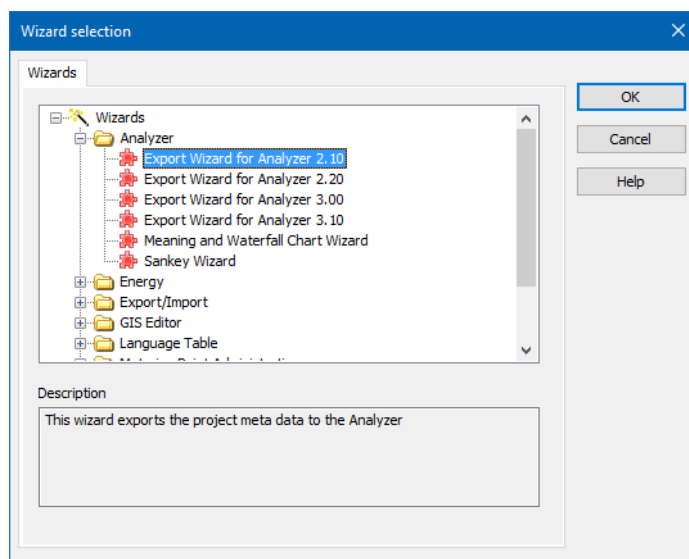 Wizard selection
Wizards
OK
Cancel
Help
Wizards
Analyzer
Export Wizard for Analyzer 2.10
Export Wizard for Analyzer 2.20
Export Wizard for Analyzer 3.00
Export Wizard for Analyzer 3.10
Meaning and Waterfall Chart Wizard
Sankey Wizard
Energy
Export/Import
GIS Editor
Language Table
Description
This wizard exports the project meta data to the Analyzer